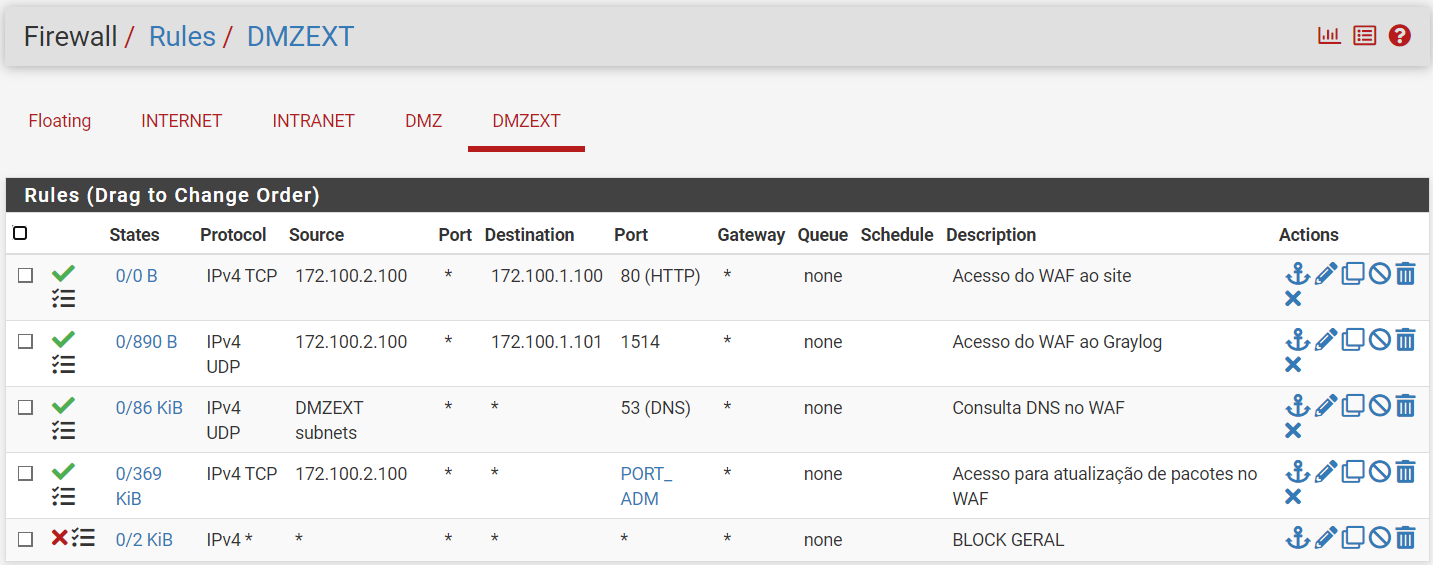 Firewall / Rules / DMZEXT
Floating INTERNET INTRANET DMZ DMZEXT
Rules (Drag to Change Order)
States Protocol Source Port Destination Port Gateway Queue Schedule Description Actions
0/0 B IPv4 TCP 172.100.2.100 * 172.100.1.100 80 (HTTP) * none Acesso do WAF ao site
0/890 B IPv4 172.100.2.100 * 172.100.1.101 1514 * none Acesso do WAF ao Graylog
UDP
0/86 KiB IPv4 DMZEXT * * 53 (DNS) * none Consulta DNS no WAF
UDP subnets
0/369 IPv4 TCP 172.100.2.100 * * PORT_ * none Acesso para atualização de pacotes no
KiB ADM WAF
0/2 KiB IPv4 * * * * * * none BLOCK GERAL